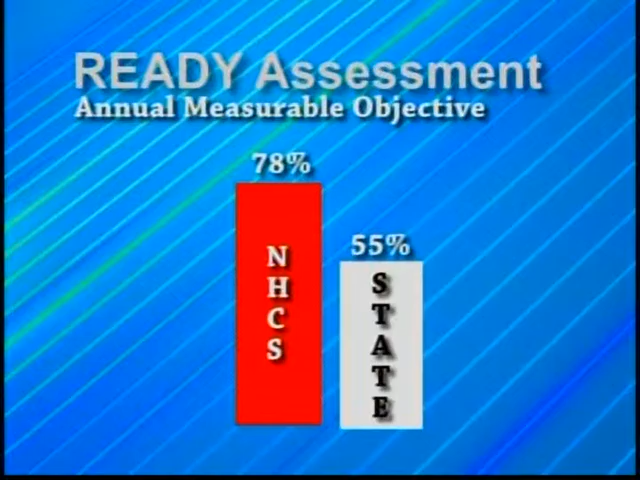 READY Assessment
Annual Measurable Objective
78%
NHCS
55%
STATE